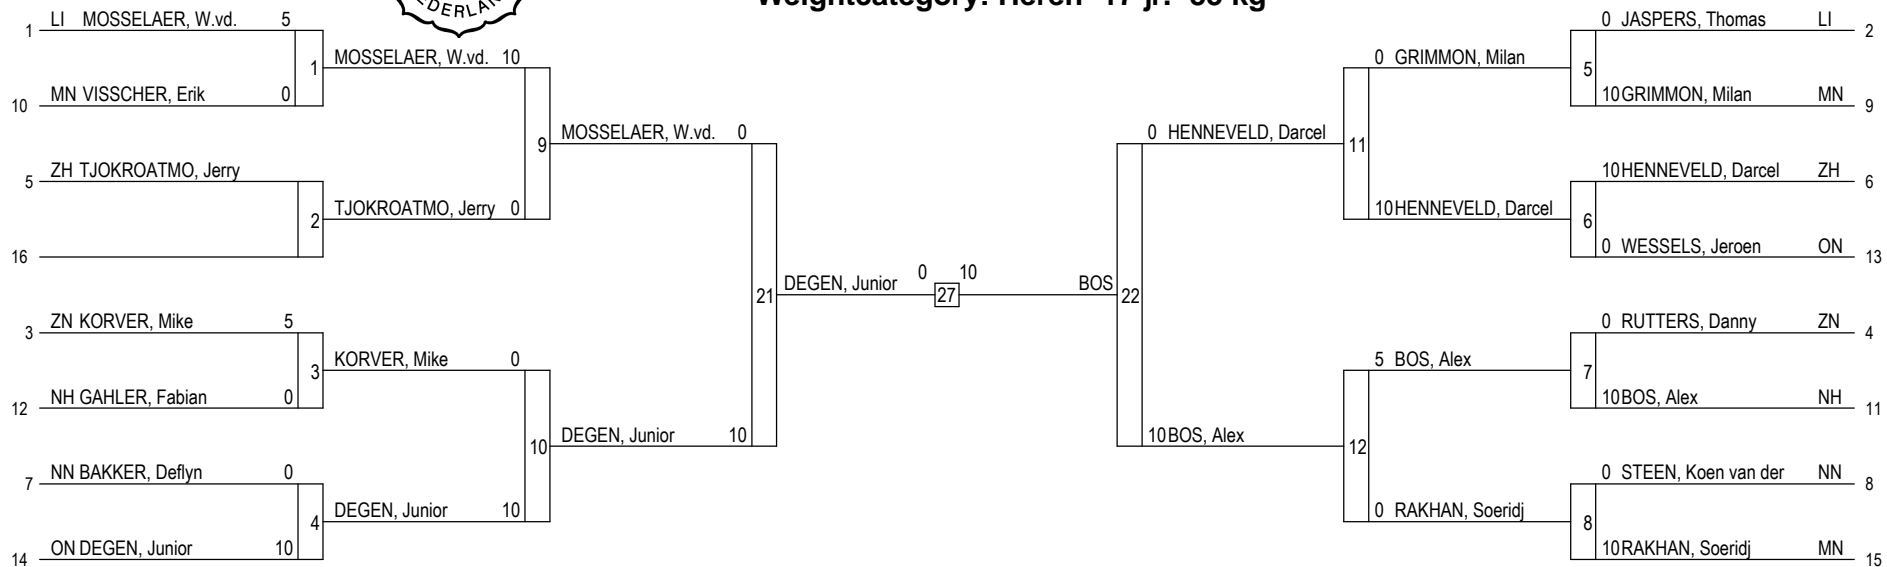 Weightcategory: Heren -17 jr. -
EDERLAN
1 LI MOSSELAER, W.vd. 5
10 MN VISSCHER, Erik 0
5 ZH TJOKROATMO, Jerry
16
3 ZN KORVER, Mike 5
12 NH GAHLER, Fabian 0
7 NN BAKKER, Deflyn 0
14 ON DEGEN, Junior 10
1 MOSSELAER, W.vd. 10
2 TJOKROATMO, Jerry 0
3 KORVER, Mike 0
4 DEGEN, Junior 10
9 MOSSELAER, W.vd. 0
10 DEGEN, Junior 10
21 DEGEN, Junior 0 27 10 BOS 22
0 HENNEVELD, Darcel 11
10 BOS, Alex 12
0 GRIMMON, Milan 5
10 HENNEVELD, Darcel 6
5 BOS, Alex 7
0 RAKHAN, Soeridj 8
0 JASPERS, Thomas LI 2
10 GRIMMON, Milan MN 9
10 HENNEVELD, Darcel ZH 6
0 WESSELS, Jeroen ON 13
0 RUTTERS, Danny ZN 4
10 BOS, Alex NH 11
0 STEEN, Koen van der NN 8
10 RAKHAN, Soeridj MN 15